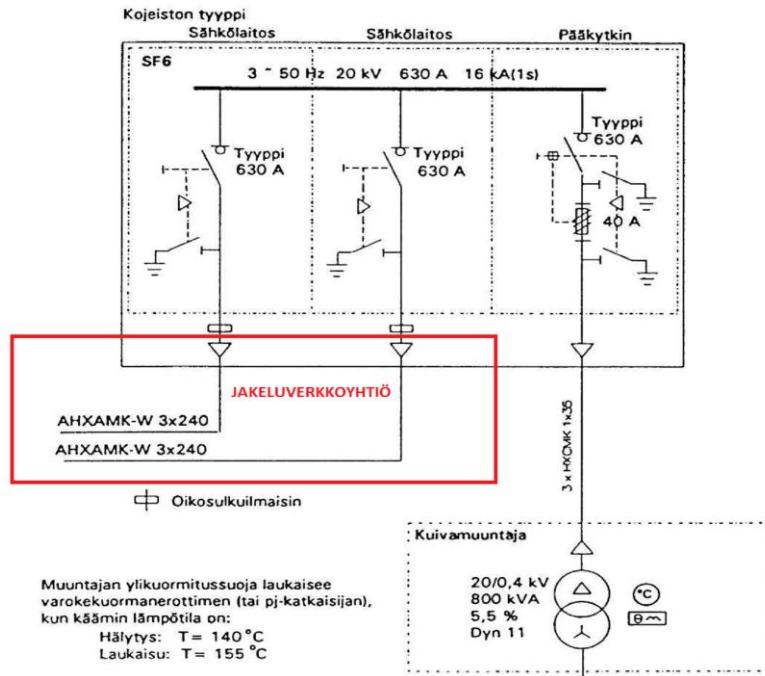 Kojeiston tyyppi
Sähkölaitos
Sähkölaitos
Pääkytkin
SF6
3 ~ 50 Hz 20 kV 630 A 16 kA(1s)
Tyyppi
630 A
Tyyppi
630 A
Tyyppi
630 A
40 A
JAKELUVERKKOYHTIÖ
AHXAMK-W 3x240
AHXAMK-W 3x240
3 x HXCMK 1x35
Oikosulkuilmaisin
Kuivamuuntaja
20/0,4 kV
800 kVA
5,5 %
Dyn 11
°C
Muuntajan ylikuormitussuoja laukaisee
varokekuormanerottimen (tai pj-katkaisijan),
kun käämin lämpötila on:
Hälytys: T= 140 °C
Laukaisu: T= 155 °C